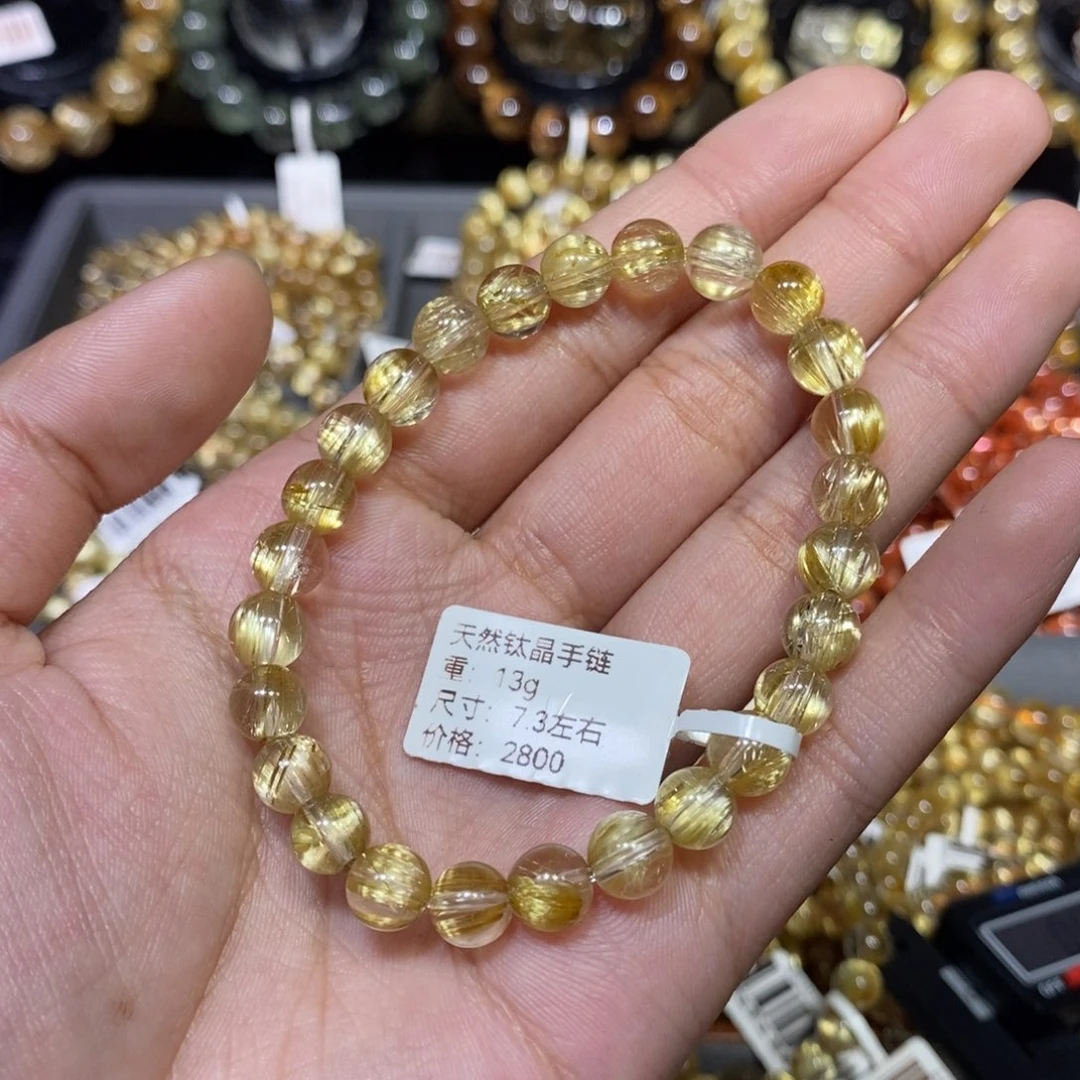 天然钛晶手链
重: 13g
尺寸: 7.3左右
价格: 2800